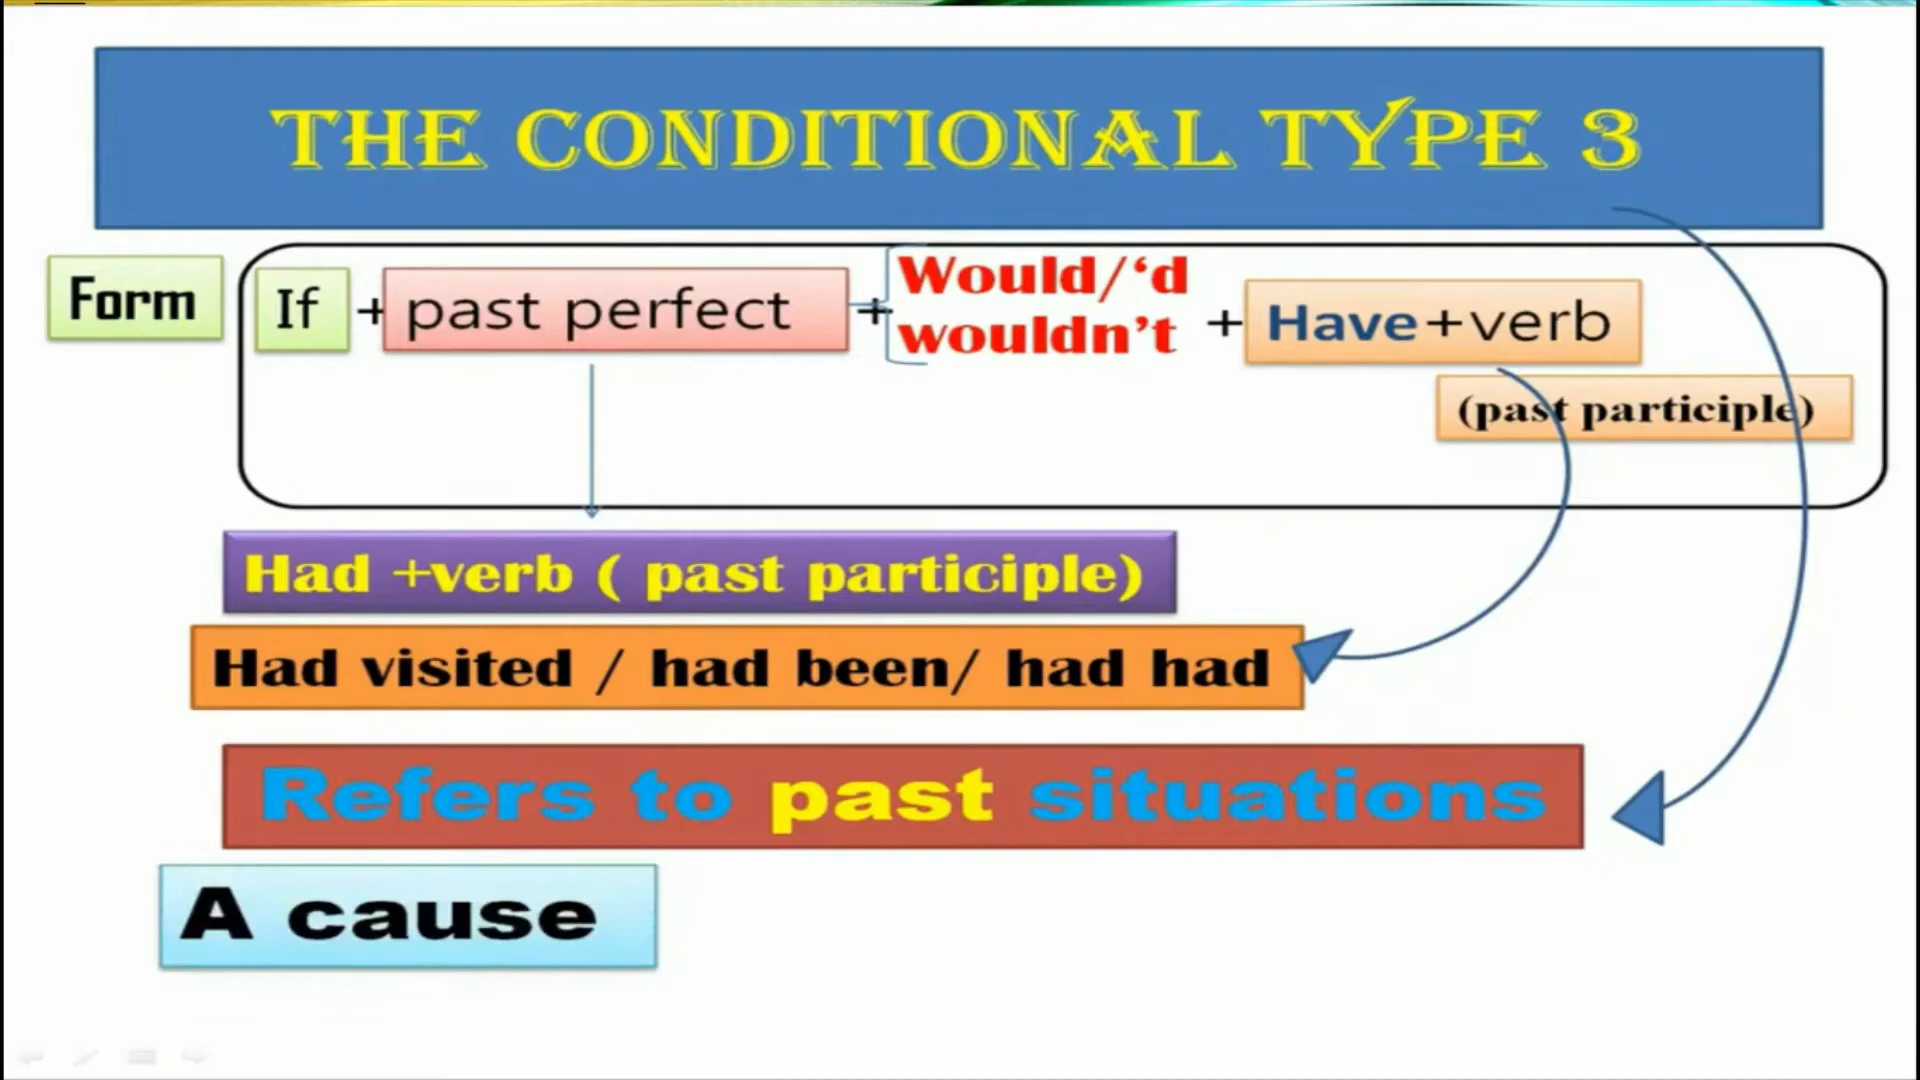 THE CONDITIONAL TYPE 3
Form
If + past perfect + Would/‘d wouldn’t + Have+verb
(past participle)
Had +verb ( past participle)
Had visited / had been/ had had
Refers to past situations
A cause